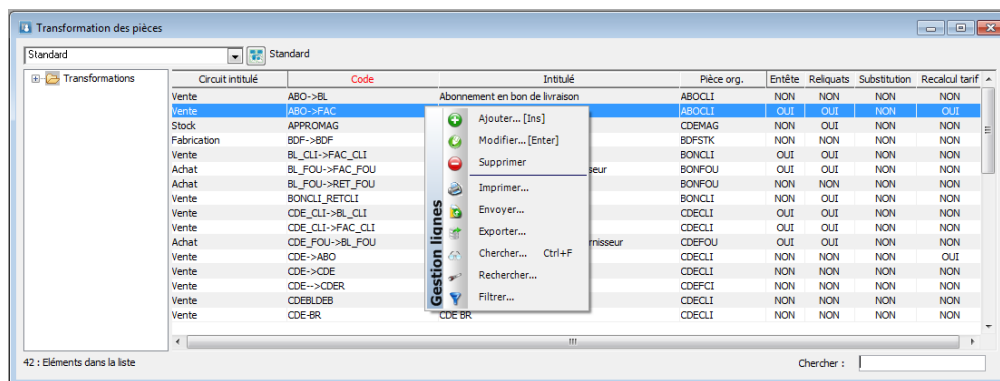 Transformation des pièces
Standard Standard
Transformations
Circuit intitulé Code Intitulé Pièce org. Entête Reliquats Substitution Recalcul tarif
Vente ABO->BL Abonnement en bon de livraison ABOCLI NON NON NON NON
Vente ABO->FAC ABOCLI OUI OUI NON OUI
Stock APPROMAG CDEMAG NON NON NON NON
Fabrication BDF->BDF BDFSTK NON NON NON NON
Vente BL_CLI->FAC_CLI BONCLI OUI OUI NON NON
Achat BL_FOU->FAC_FOU seur BONFOU OUI OUI NON NON
Achat BL_FOU->RET_FOU BONFOU NON NON NON NON
Vente BONCLI_RETCLI BONCLI NON OUI NON NON
Vente CDE_CLI->BL_CLI CDECLI OUI OUI NON NON
Vente CDE_CLI->FAC_CLI CDECLI OUI OUI NON NON
Achat CDE_FOU->BL_FOU rnisseur CDEFOU OUI OUI NON NON
Vente CDE->ABO CDECLI NON NON NON OUI
Vente CDE->CDE CDECLI NON NON NON NON
Vente CDE-->CDER CDEFCI NON NON NON NON
Vente CDEBLDEB CDECLI NON NON NON NON
Vente CDE-BR CDE BR CDECLI NON NON NON NON
Gestion lignes
Ajouter... [Ins]
Modifier... [Enter]
Supprimer
Imprimer...
Envoyer...
Exporter...
Chercher... Ctrl+F
Rechercher...
Filtrer...
42 : Eléments dans la liste Chercher :